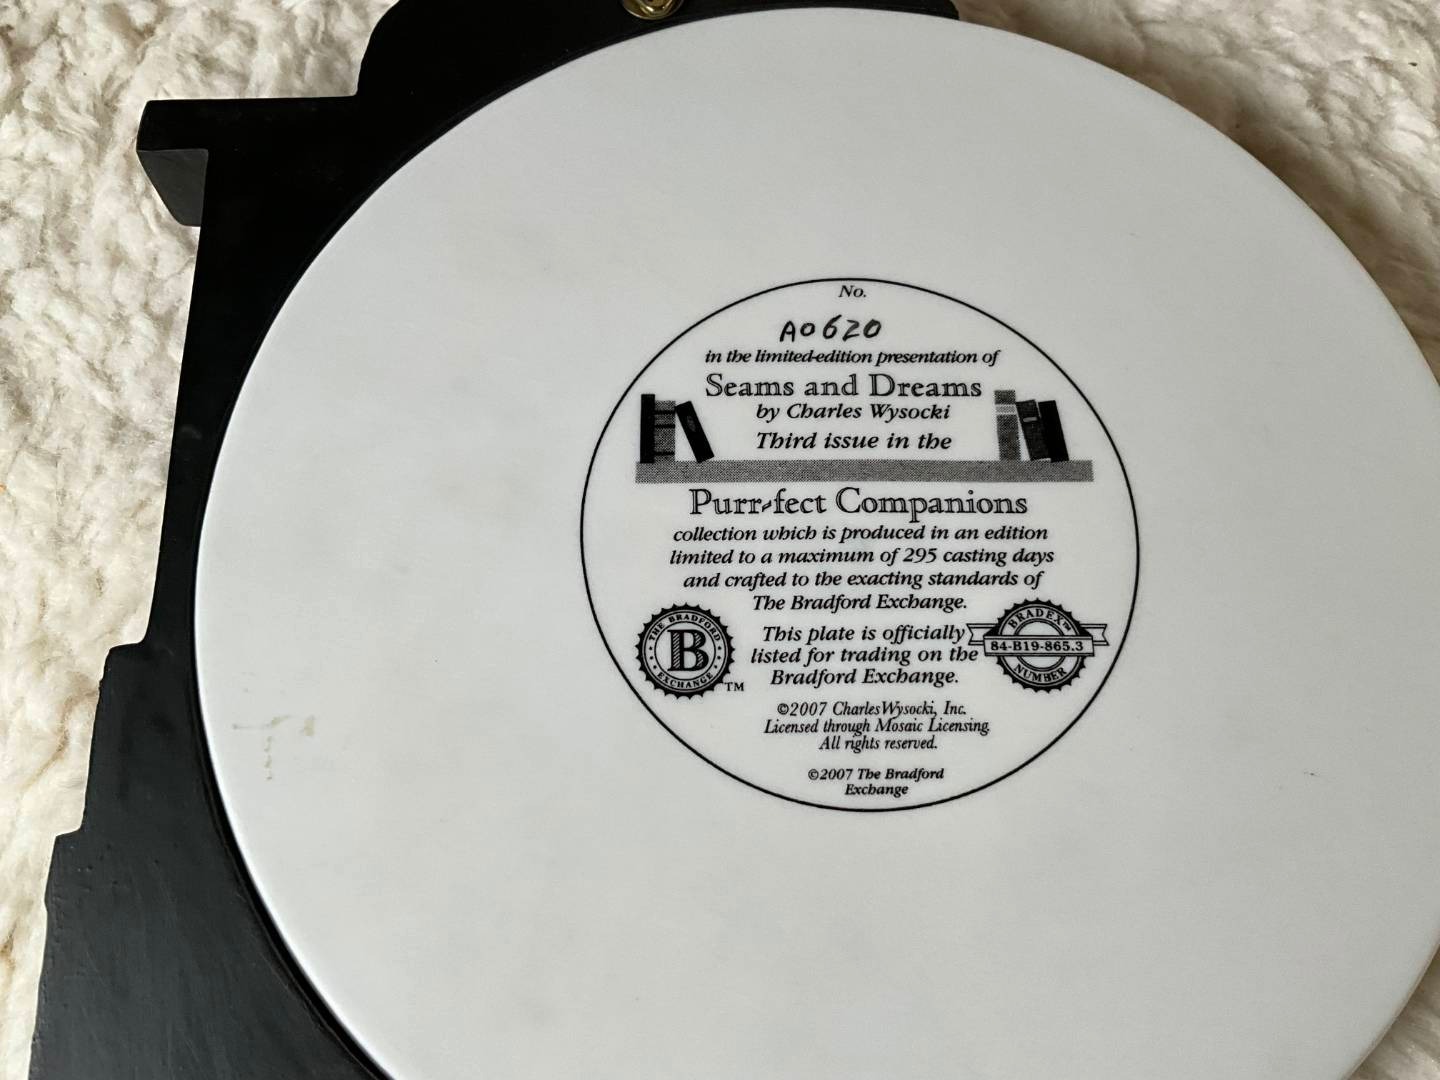 No.
A0620
in the limited-edition presentation of
Seams and Dreams
by Charles Wysocki
Third issue in the
Purr-fect Companions
collection which is produced in an edition
limited to a maximum of 295 casting days
and crafted to the exacting standards of
The Bradford Exchange.
This plate is officially
listed for trading on the
Bradford Exchange.
THE BRADFORD
B
EXCHANGE
TM
BRADEX™
84-B19-865.3
NUMBER
©2007 Charles Wysocki, Inc.
Licensed through Mosaic Licensing.
All rights reserved.
©2007 The Bradford
Exchange